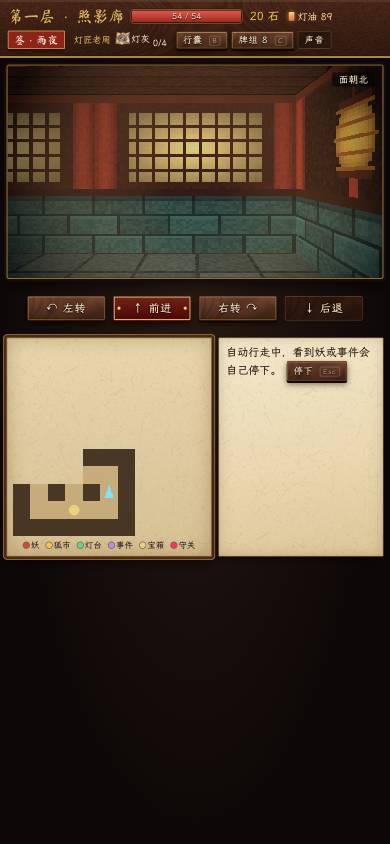 第一层 · 照影廊 54 / 54 20 石 灯油 89
签·雨夜 灯匠老周 灯灰 0/4 行囊 B 牌组 8 C 声音
面朝北
↶ 左转 ↑ 前进 右转 ↷ ↓ 后退
自动行走中，看到妖或事件会
自己停下。 停下 Esc
妖 狐市 灯台 事件 宝箱 守关